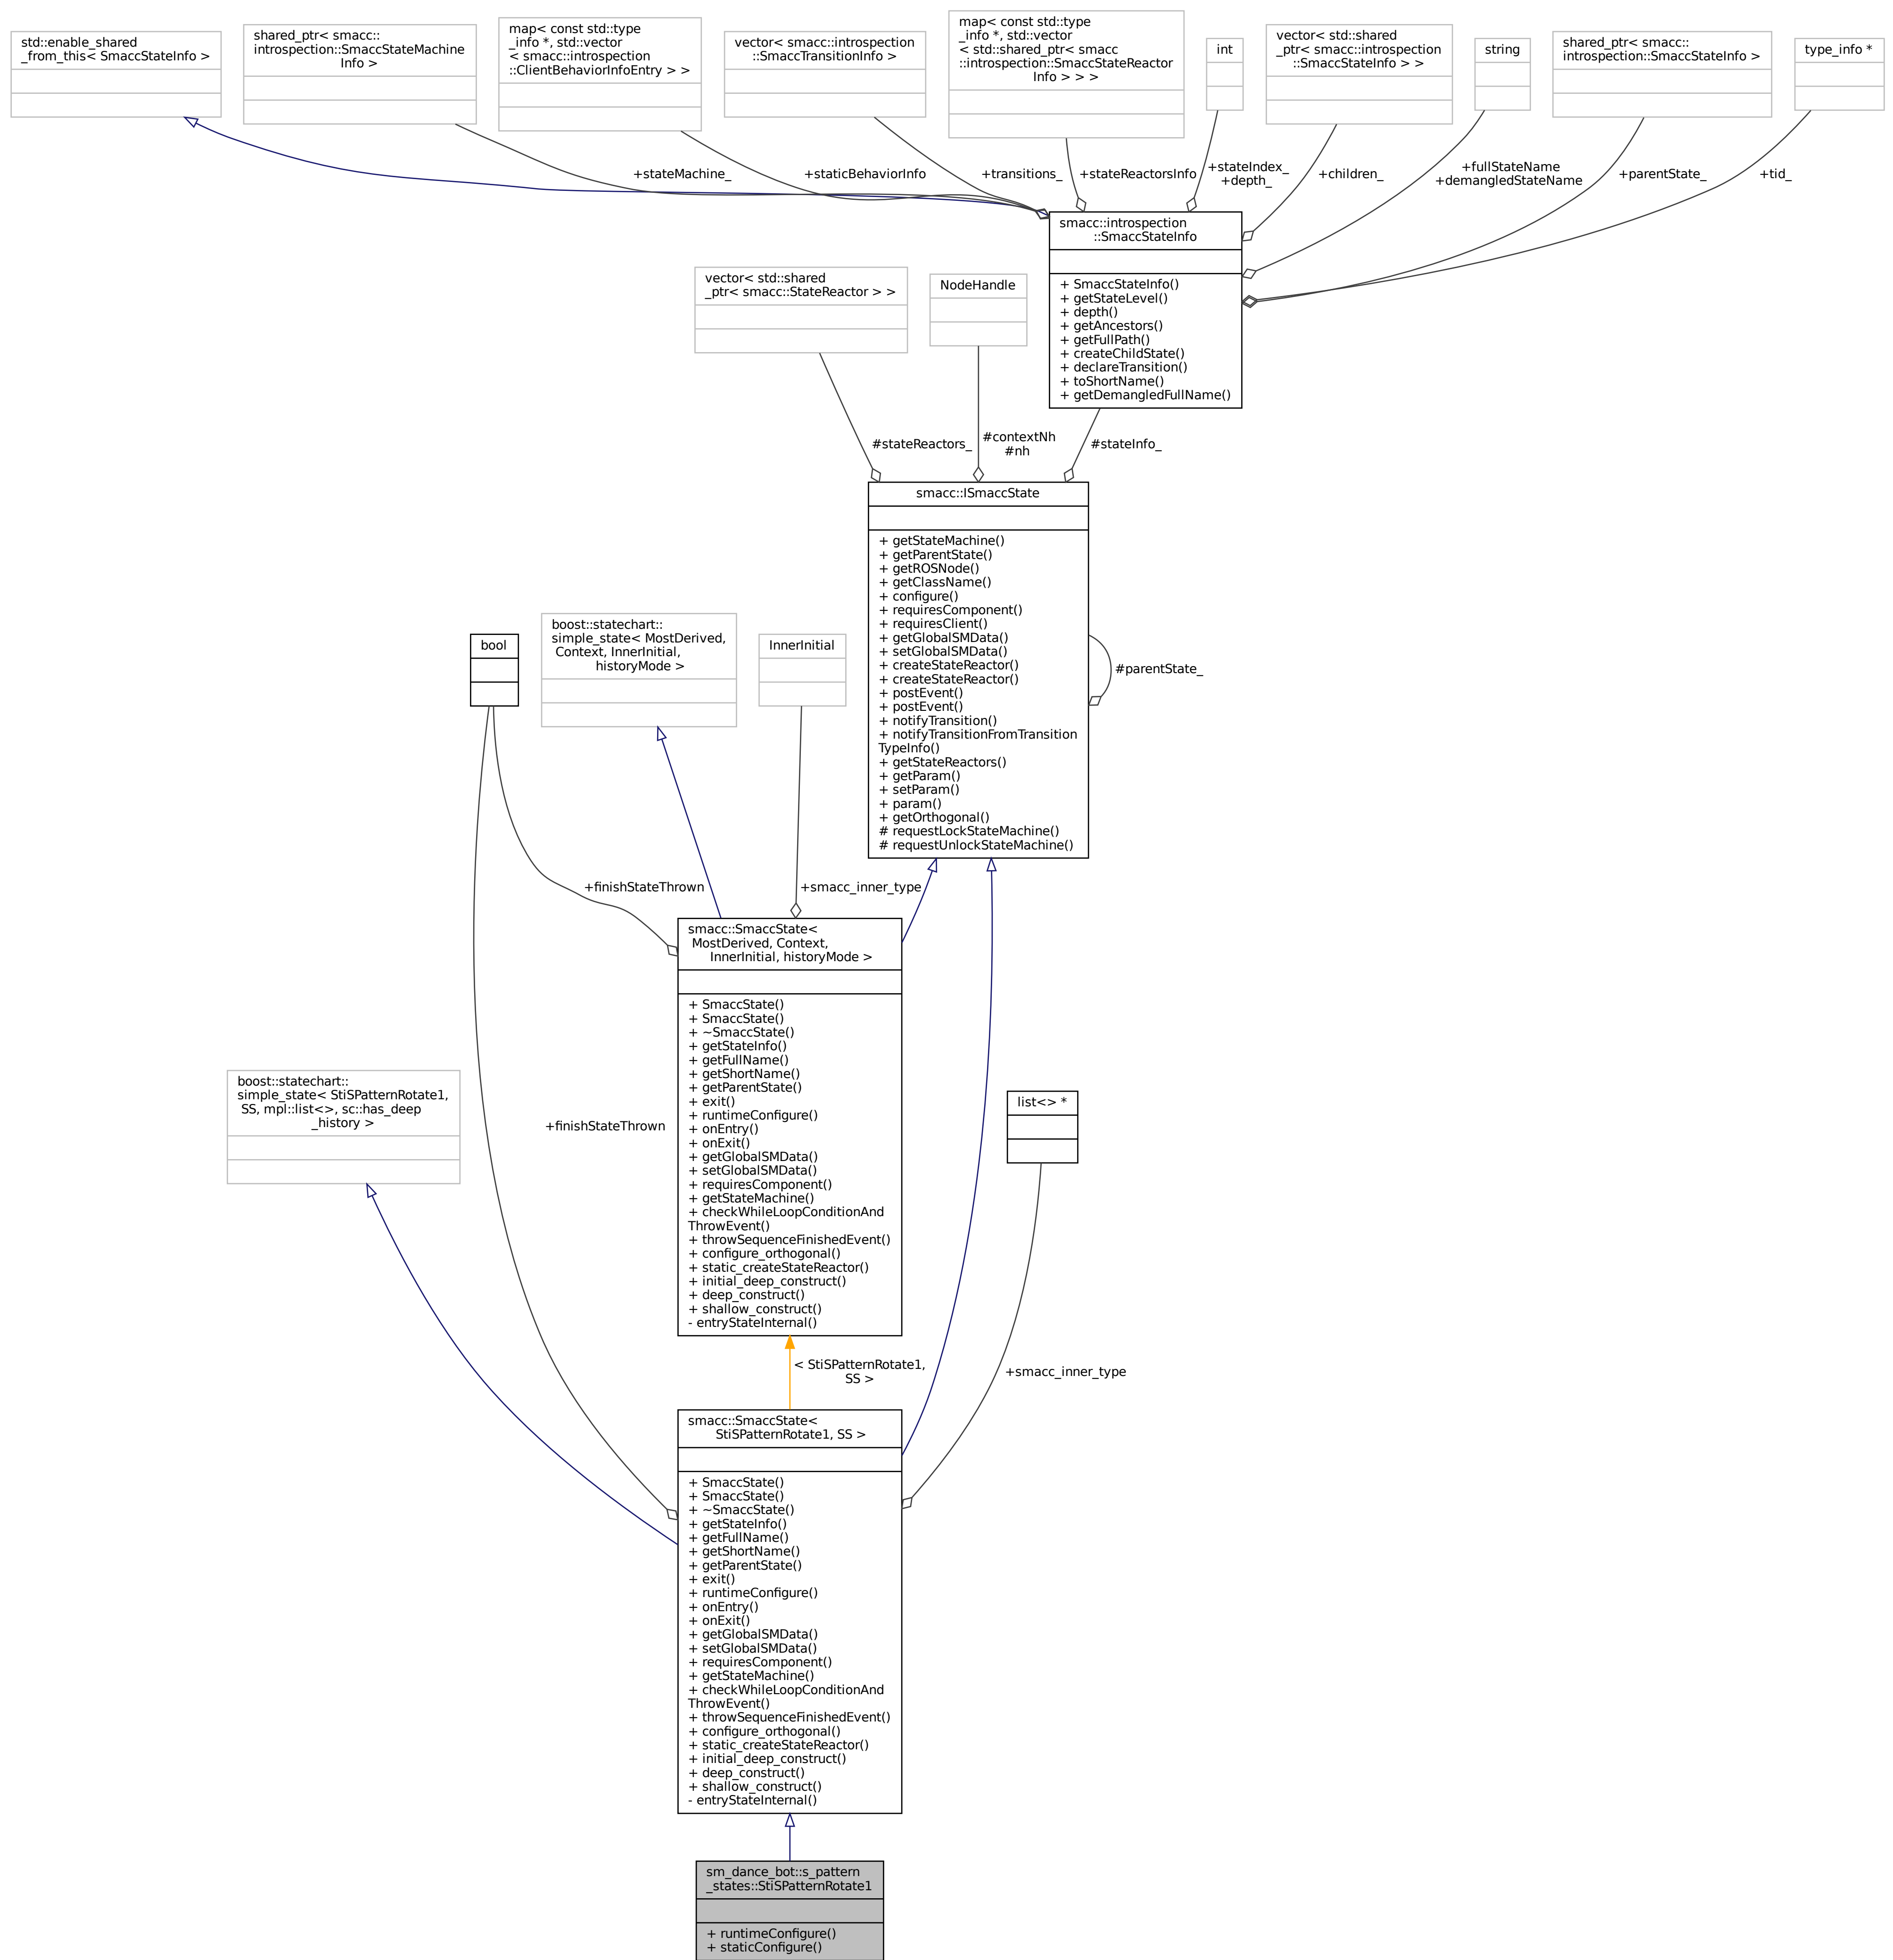 std::enable_shared
_from_this< SmaccStateInfo >
shared_ptr< smacc::
introspection::SmaccStateMachine
Info >
map< const std::type
_info *, std::vector
< smacc::introspection
::ClientBehaviorInfoEntry > >
vector< smacc::introspection
::SmaccTransitionInfo >
map< const std::type
_info *, std::vector
< std::shared_ptr< smacc
::introspection::SmaccStateReactor
Info > > >
int
vector< std::shared
_ptr< smacc::introspection
::SmaccStateInfo > >
string
shared_ptr< smacc::
introspection::SmaccStateInfo >
type_info *
+stateMachine_
+staticBehaviorInfo
+transitions_
+stateReactorsInfo
+stateIndex_
+depth_
+children_
+fullStateName
+demangledStateName
+parentState_
+tid_
smacc::introspection
::SmaccStateInfo
+ SmaccStateInfo()
+ getStateLevel()
+ depth()
+ getAncestors()
+ getFullPath()
+ createChildState()
+ declareTransition()
+ toShortName()
+ getDemangledFullName()
vector< std::shared
_ptr< smacc::StateReactor > >
NodeHandle
#stateReactors_
#contextNh
#nh
#stateInfo_
smacc::ISmaccState
+ getStateMachine()
+ getParentState()
+ getROSNode()
+ getClassName()
+ configure()
+ requiresComponent()
+ requiresClient()
+ getGlobalSMData()
+ setGlobalSMData()
+ createStateReactor()
+ createStateReactor()
+ postEvent()
+ postEvent()
+ notifyTransition()
+ notifyTransitionFromTransition
TypeInfo()
+ getStateReactors()
+ getParam()
+ setParam()
+ param()
+ getOrthogonal()
# requestLockStateMachine()
# requestUnlockStateMachine()
#parentState_
bool
boost::statechart::
simple_state< MostDerived,
Context, InnerInitial,
historyMode >
InnerInitial
+finishStateThrown
+smacc_inner_type
smacc::SmaccState<
MostDerived, Context,
InnerInitial, historyMode >
+ SmaccState()
+ SmaccState()
+ ~SmaccState()
+ getStateInfo()
+ getFullName()
+ getShortName()
+ getParentState()
+ exit()
+ runtimeConfigure()
+ onEntry()
+ onExit()
+ getGlobalSMData()
+ setGlobalSMData()
+ requiresComponent()
+ getStateMachine()
+ checkWhileLoopConditionAnd
ThrowEvent()
+ throwSequenceFinishedEvent()
+ configure_orthogonal()
+ static_createStateReactor()
+ initial_deep_construct()
+ deep_construct()
+ shallow_construct()
- entryStateInternal()
boost::statechart::
simple_state< StiSPatternRotate1,
SS, mpl::list<>, sc::has_deep
_history >
+finishStateThrown
list<> *
< StiSPatternRotate1,
SS >
+smacc_inner_type
smacc::SmaccState<
StiSPatternRotate1, SS >
+ SmaccState()
+ SmaccState()
+ ~SmaccState()
+ getStateInfo()
+ getFullName()
+ getShortName()
+ getParentState()
+ exit()
+ runtimeConfigure()
+ onEntry()
+ onExit()
+ getGlobalSMData()
+ setGlobalSMData()
+ requiresComponent()
+ getStateMachine()
+ checkWhileLoopConditionAnd
ThrowEvent()
+ throwSequenceFinishedEvent()
+ configure_orthogonal()
+ static_createStateReactor()
+ initial_deep_construct()
+ deep_construct()
+ shallow_construct()
- entryStateInternal()
sm_dance_bot::s_pattern
_states::StiSPatternRotate1
+ runtimeConfigure()
+ staticConfigure()